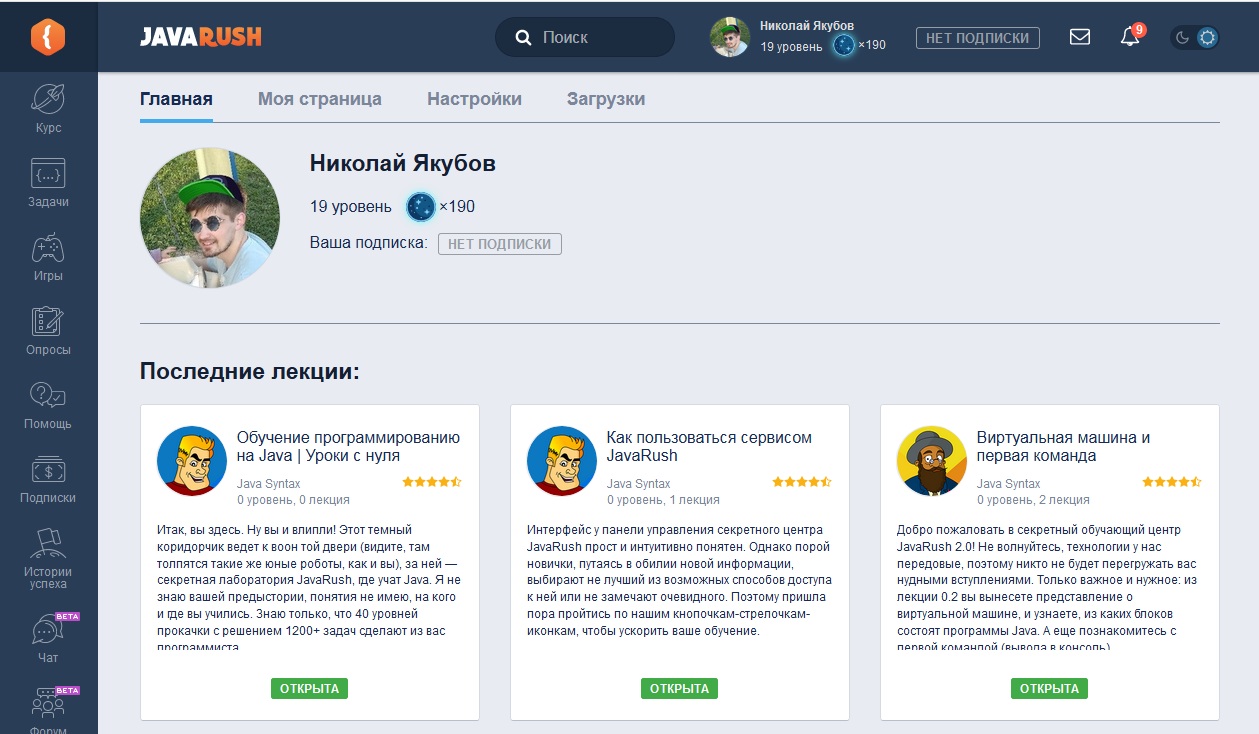 {
JAVARUSH
Поиск
Николай Якубов
19 уровень ×190
НЕТ ПОДПИСКИ
9
Курс
{...}
Задачи
Игры
Опросы
Помощь
$
Подписки
Истории
успеха
BETA
Чат
BETA
Форум
Главная Моя страница Настройки Загрузки
Николай Якубов
19 уровень ×190
Ваша подписка: НЕТ ПОДПИСКИ
Последние лекции:
Обучение программированию
на Java | Уроки с нуля
Java Syntax
0 уровень, 0 лекция
Итак, вы здесь. Ну вы и влипли! Этот темный
коридорчик ведет к воон той двери (видите, там
толпятся такие же юные роботы, как и вы), за ней —
секретная лаборатория JavaRush, где учат Java. Я не
знаю вашей предыстории, понятия не имею, на кого
и где вы учились. Знаю только, что 40 уровней
прокачки с решением 1200+ задач сделают из вас
программиста
ОТКРЫТА
Как пользоваться сервисом
JavaRush
Java Syntax
0 уровень, 1 лекция
Интерфейс у панели управления секретного центра
JavaRush прост и интуитивно понятен. Однако порой
новички, путаясь в обилии новой информации,
выбирают не лучший из возможных способов доступа
к ней или не замечают очевидного. Поэтому пришла
пора пройтись по нашим кнопочкам-стрелочкам-
иконкам, чтобы ускорить ваше обучение.
ОТКРЫТА
Виртуальная машина и
первая команда
Java Syntax
0 уровень, 2 лекция
Добро пожаловать в секретный обучающий центр
JavaRush 2.0! Не волнуйтесь, технологии у нас
передовые, поэтому никто не будет перегружать вас
нудными вступлениями. Только важное и нужное: из
лекции 0.2 вы вынесете представление о
виртуальной машине, и узнаете, из каких блоков
состоят программы Java. А еще познакомитесь с
первой командой (вывода в консоль)
ОТКРЫТА